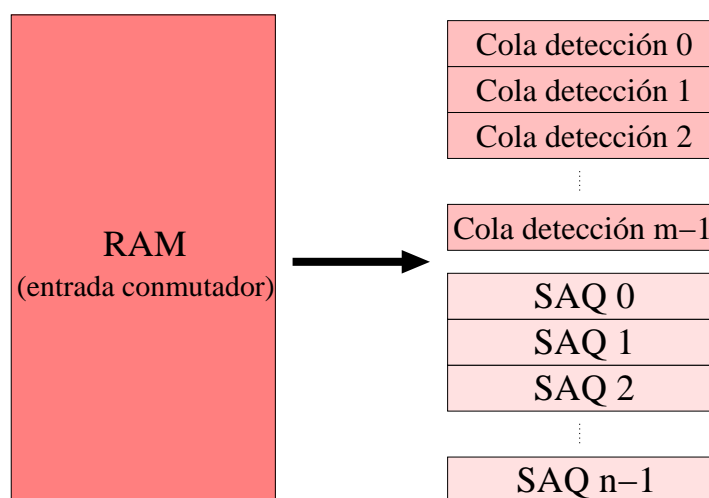 RAM
(entrada conmutador)
Cola detección 0
Cola detección 1
Cola detección 2
Cola detección m−1
SAQ 0
SAQ 1
SAQ 2
SAQ n−1